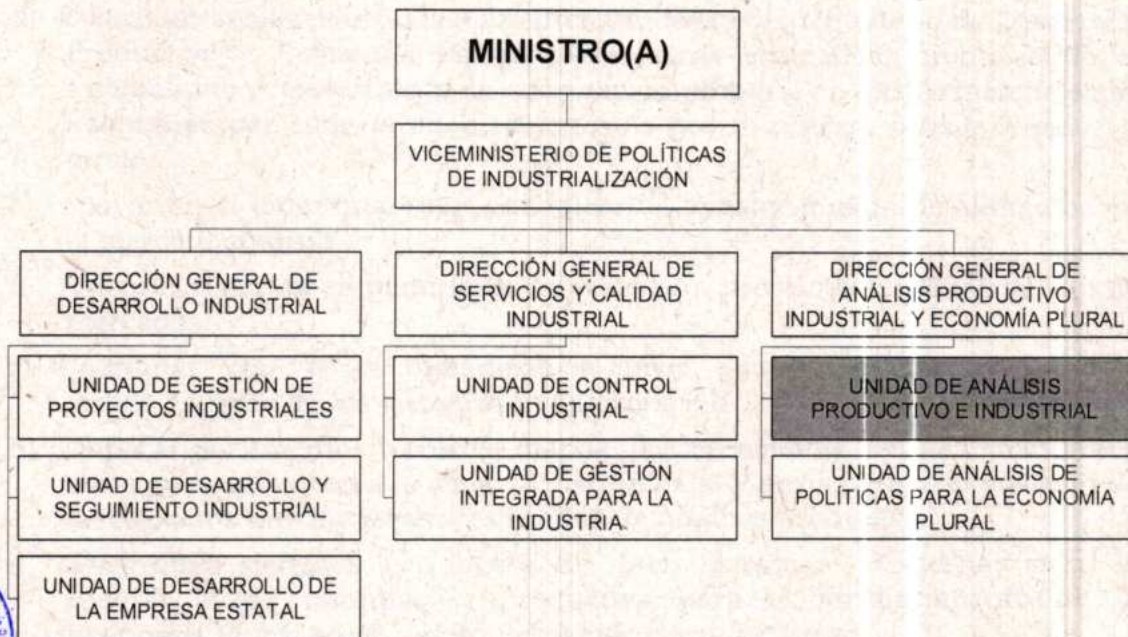 MINISTRO(A)
VICEMINISTERIO DE POLÍTICAS
DE INDUSTRIALIZACIÓN
DIRECCIÓN GENERAL DE
DESARROLLO INDUSTRIAL
DIRECCIÓN GENERAL DE
SERVICIOS Y CALIDAD
INDUSTRIAL
DIRECCIÓN GENERAL DE
ANÁLISIS PRODUCTIVO
INDUSTRIAL Y ECONOMÍA PLURAL
UNIDAD DE GESTIÓN DE
PROYECTOS INDUSTRIALES
UNIDAD DE CONTROL
INDUSTRIAL
UNIDAD DE ANÁLISIS
PRODUCTIVO E INDUSTRIAL
UNIDAD DE DESARROLLO Y
SEGUIMIENTO INDUSTRIAL
UNIDAD DE GESTIÓN
INTEGRADA PARA LA
INDUSTRIA.
UNIDAD DE ANÁLISIS DE
POLÍTICAS PARA LA ECONOMÍA
PLURAL
UNIDAD DE DESARROLLO DE
LA EMPRESA ESTATAL